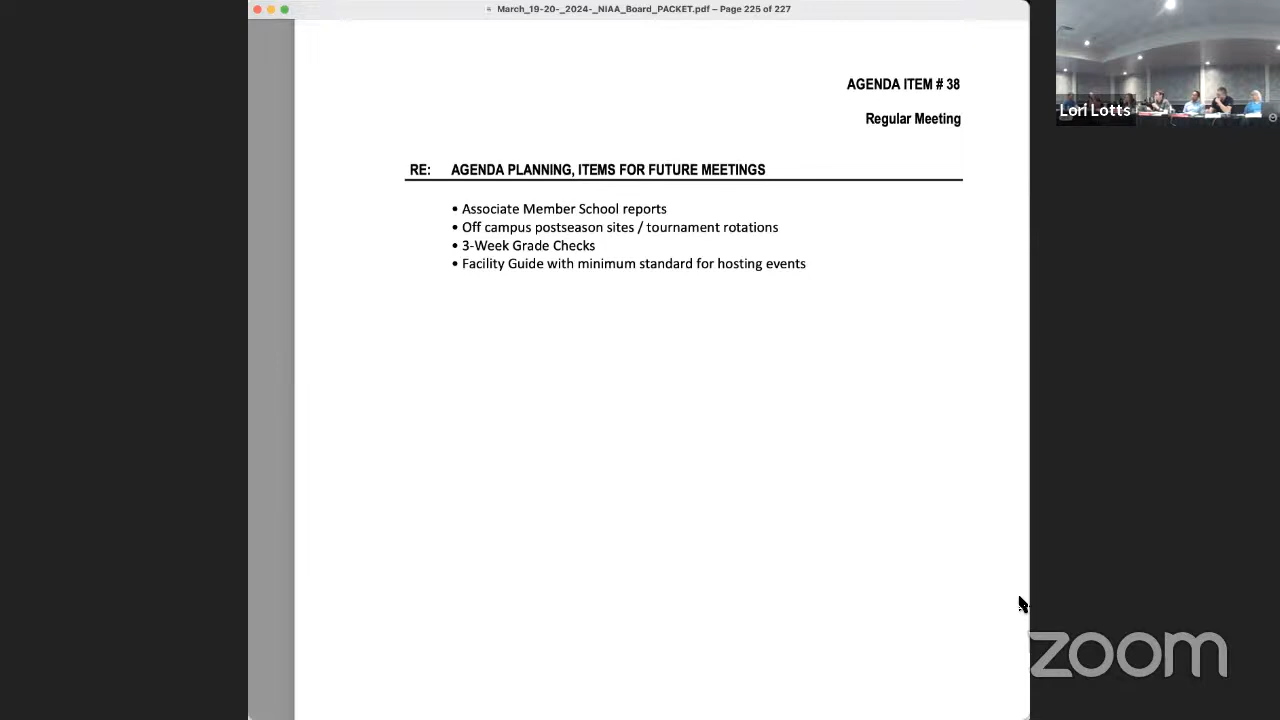 March_19-20-_2024-_NIAA_Board_PACKET.pdf – Page 225 of 227
AGENDA ITEM # 38
Lori Lotts
Regular Meeting
RE: AGENDA PLANNING, ITEMS FOR FUTURE MEETINGS
• Associate Member School reports
• Off campus postseason sites / tournament rotations
• 3-Week Grade Checks
• Facility Guide with minimum standard for hosting events
zoom